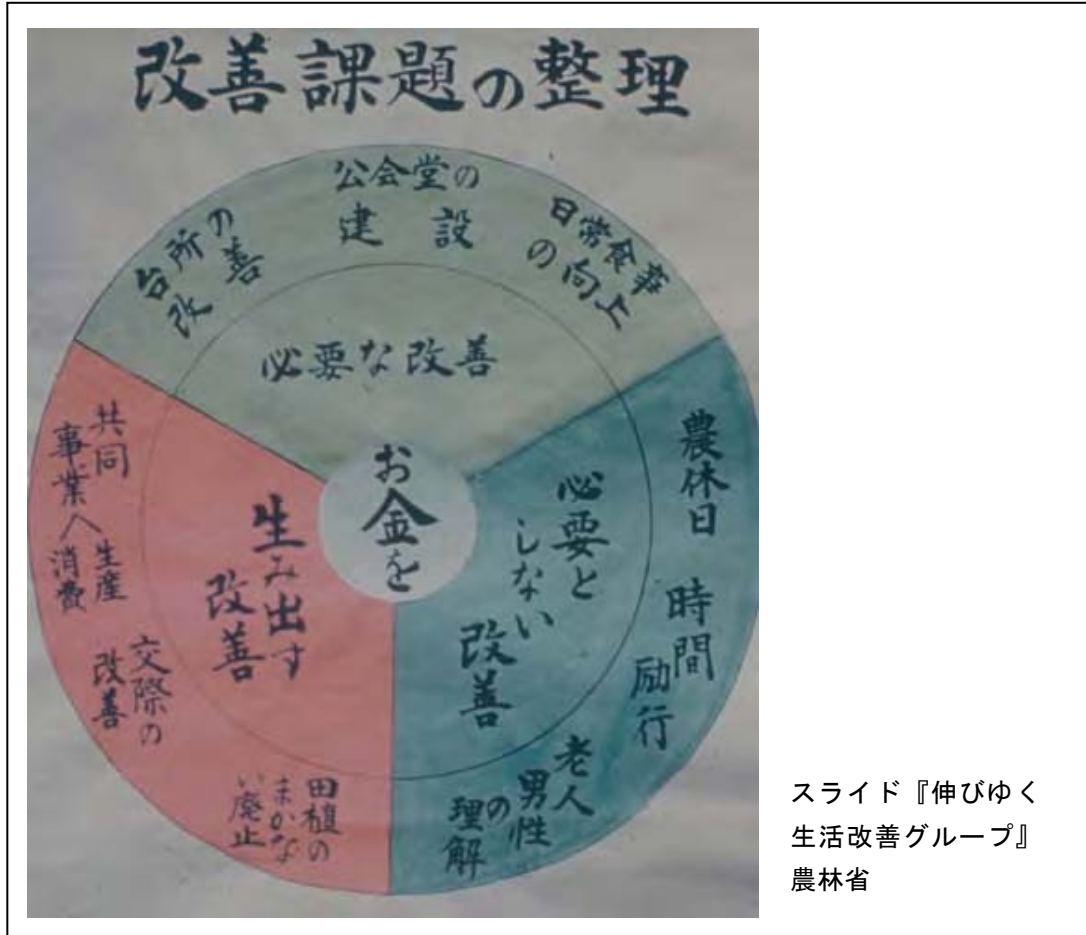 改善課題の整理
台所の
改善
公会堂の
建設
日常食事
の向上
必要な改善
お金を
必要と
しない
改善
農休日
時間
励行
老人
男性
の
理解
生み出す
改善
共同
事業へ
生産
消費
交際の
改善
田植の
まかな
い廃止
スライド『伸びゆく
生活改善グループ』
農林省